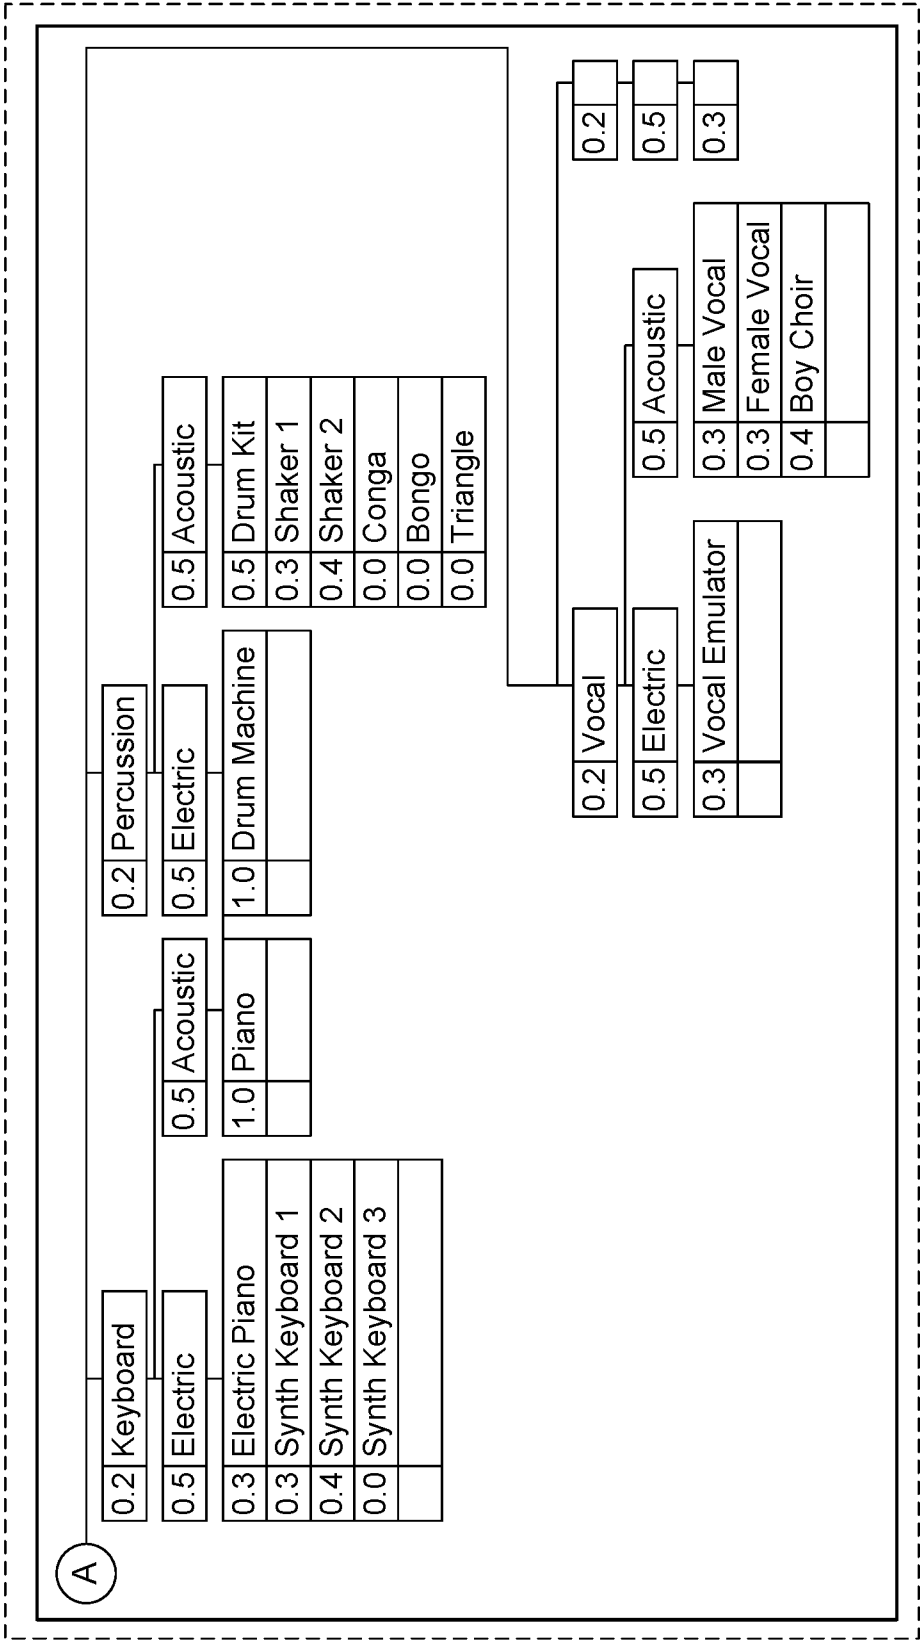 A
0.2 Keyboard
0.5 Electric
0.3 Electric Piano
0.3 Synth Keyboard 1
0.4 Synth Keyboard 2
0.0 Synth Keyboard 3
0.5 Acoustic
1.0 Piano
0.2 Percussion
0.5 Electric
1.0 Drum Machine
0.5 Acoustic
0.5 Drum Kit
0.3 Shaker 1
0.4 Shaker 2
0.0 Conga
0.0 Bongo
0.0 Triangle
0.2 Vocal
0.5 Electric
0.3 Vocal Emulator
0.5 Acoustic
0.3 Male Vocal
0.3 Female Vocal
0.4 Boy Choir
0.2
0.5
0.3